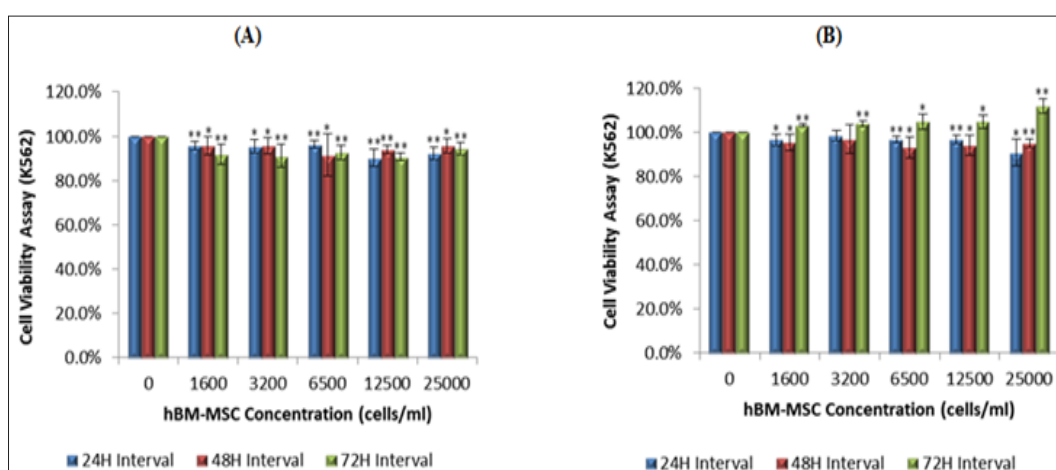 (A)
120.0%
100.0%
80.0%
60.0%
40.0%
20.0%
0.0%
Cell Viability Assay (K562)
** * **
* * **
** * **
** ** **
** * **
0 1600 3200 6500 12500 25000
hBM-MSC Concentration (cells/ml)
24H Interval 48H Interval 72H Interval
(B)
120.0%
100.0%
80.0%
60.0%
40.0%
20.0%
0.0%
Cell Viability Assay (K562)
* * **
**
** * *
** * *
* ** **
0 1600 3200 6500 12500 25000
hBM-MSC Concentration (cells/ml)
24H Interval 48H Interval 72H Interval